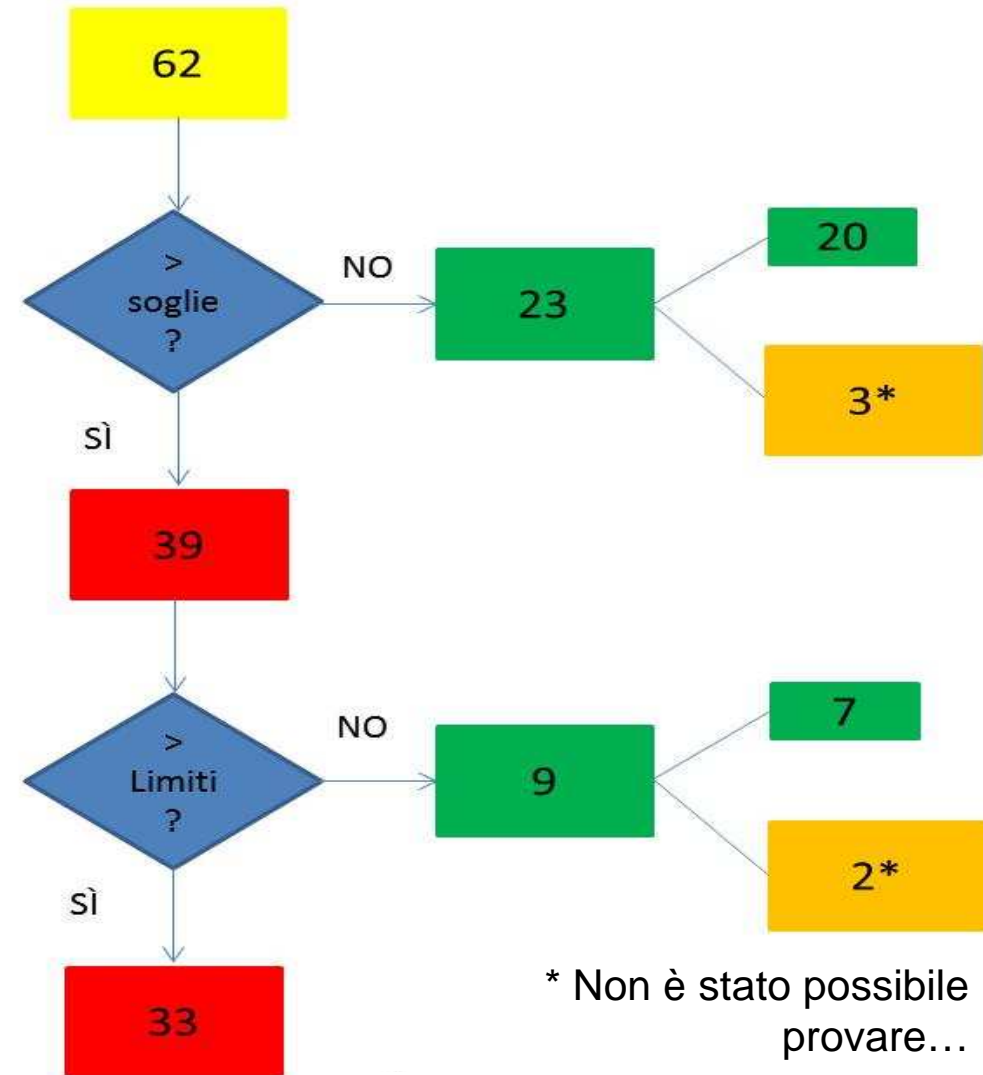 62
>
soglie
?
NO
23
20
3*
SÌ
39
>
Limiti
?
NO
9
7
2*
SÌ
33
* Non è stato possibile
provare…